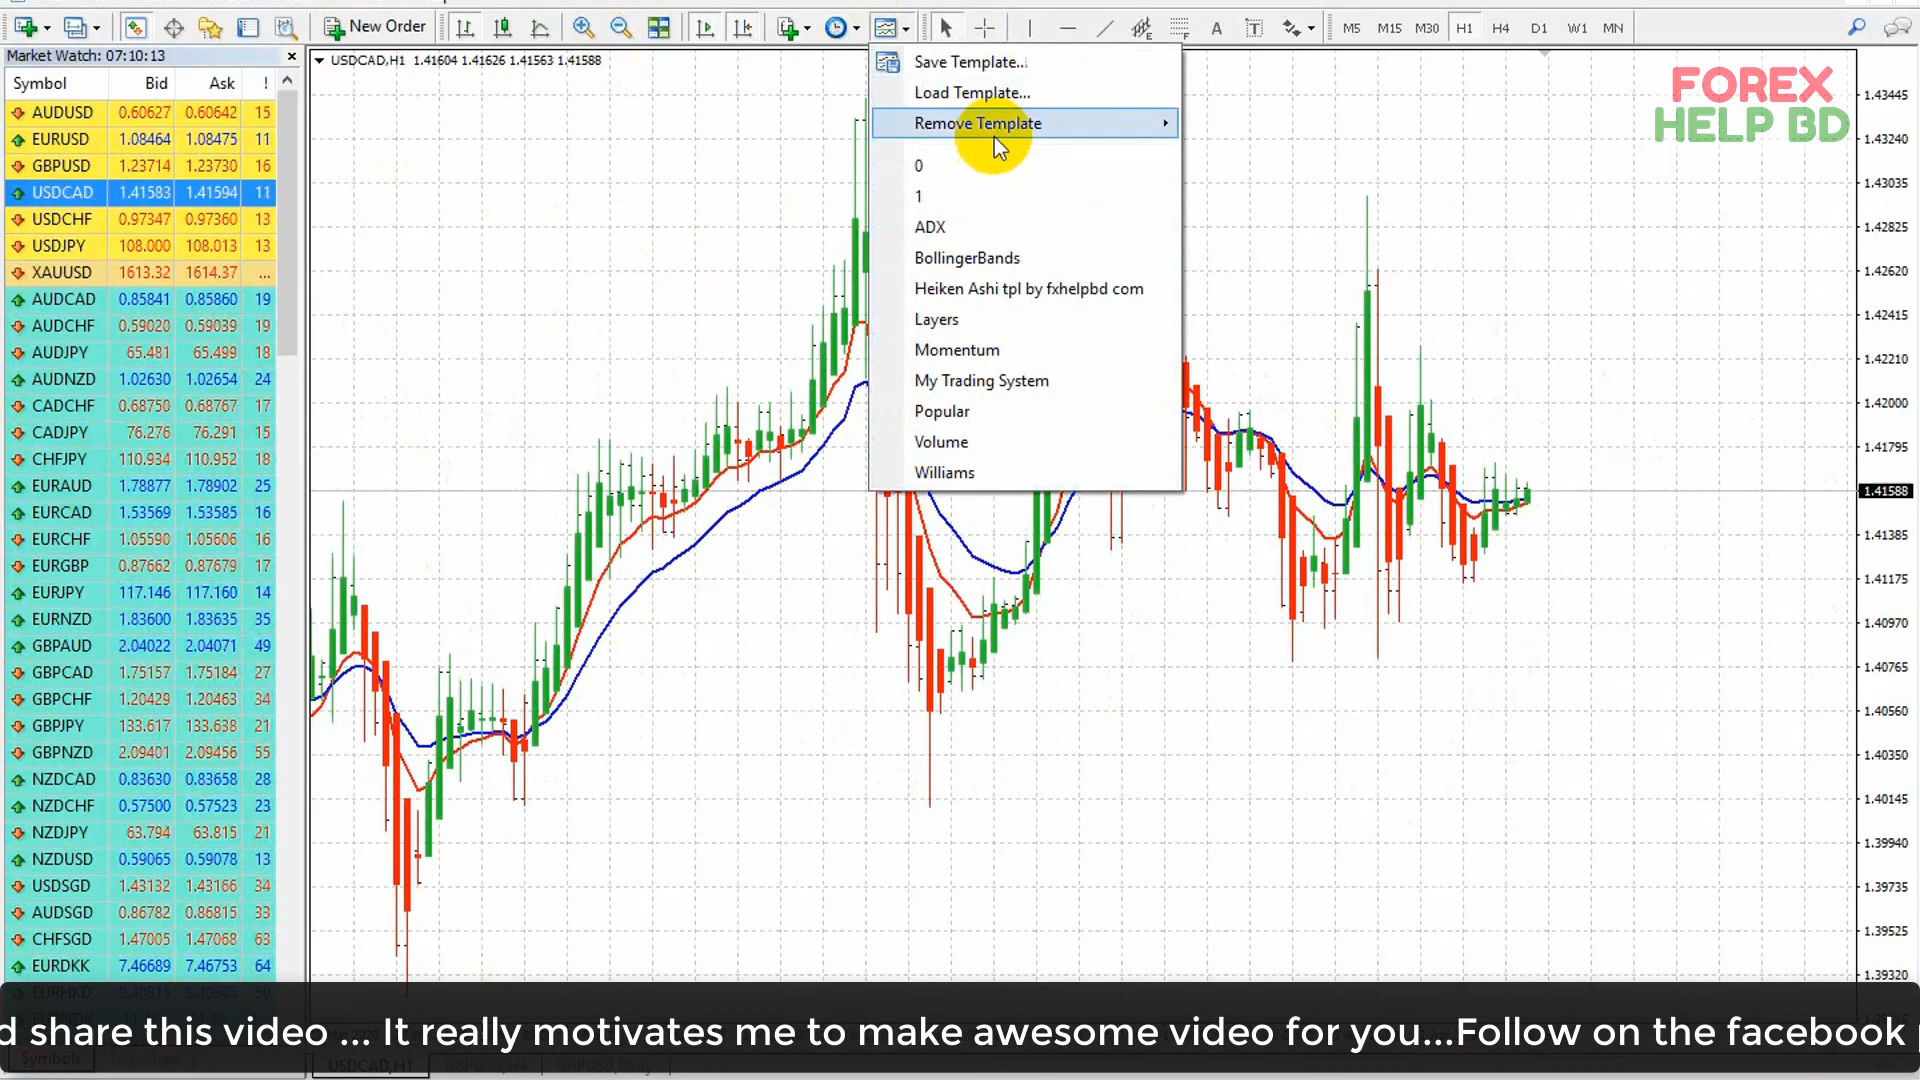 New Order
A
T
M5 M15 M30 H1 H4 D1 W1 MN
Market Watch: 07:10:13
Symbol Bid Ask !
AUDUSD 0.60627 0.60642 15
EURUSD 1.08464 1.08475 11
GBPUSD 1.23714 1.23730 16
USDCAD 1.41583 1.41594 11
USDCHF 0.97347 0.97360 13
USDJPY 108.000 108.013 13
XAUUSD 1613.32 1614.37 ...
AUDCAD 0.85841 0.85860 19
AUDCHF 0.59020 0.59039 19
AUDJPY 65.481 65.499 18
AUDNZD 1.02630 1.02654 24
CADCHF 0.68750 0.68767 17
CADJPY 76.276 76.291 15
CHFJPY 110.934 110.952 18
EURAUD 1.78877 1.78902 25
EURCAD 1.53569 1.53585 16
EURCHF 1.05590 1.05606 16
EURGBP 0.87662 0.87679 17
EURJPY 117.146 117.160 14
EURNZD 1.83600 1.83635 35
GBPAUD 2.04022 2.04071 49
GBPCAD 1.75157 1.75184 27
GBPCHF 1.20429 1.20463 34
GBPJPY 133.617 133.638 21
GBPNZD 2.09401 2.09456 55
NZDCAD 0.83630 0.83658 28
NZDCHF 0.57500 0.57523 23
NZDJPY 63.794 63.815 21
NZDUSD 0.59065 0.59078 13
USDSGD 1.43132 1.43166 34
AUDSGD 0.86782 0.86815 33
CHFSGD 1.47005 1.47068 63
EURDKK 7.46689 7.46753 64
EURHKD
Symbols
USDCAD,H1 1.41604 1.41626 1.41563 1.41588
Save Template...
Load Template...
Remove Template
0
1
ADX
BollingerBands
Heiken Ashi tpl by fxhelpbd com
Layers
Momentum
My Trading System
Popular
Volume
Williams
FOREX
HELP BD
1.43445
1.43240
1.43035
1.42825
1.42620
1.42415
1.42210
1.42000
1.41795
1.41588
1.41385
1.41175
1.40970
1.40765
1.40560
1.40350
1.40145
1.39940
1.39735
1.39525
1.39320
d share this video ... It really motivates me to make awesome video for you...Follow on the facebook
USDCAD,H1